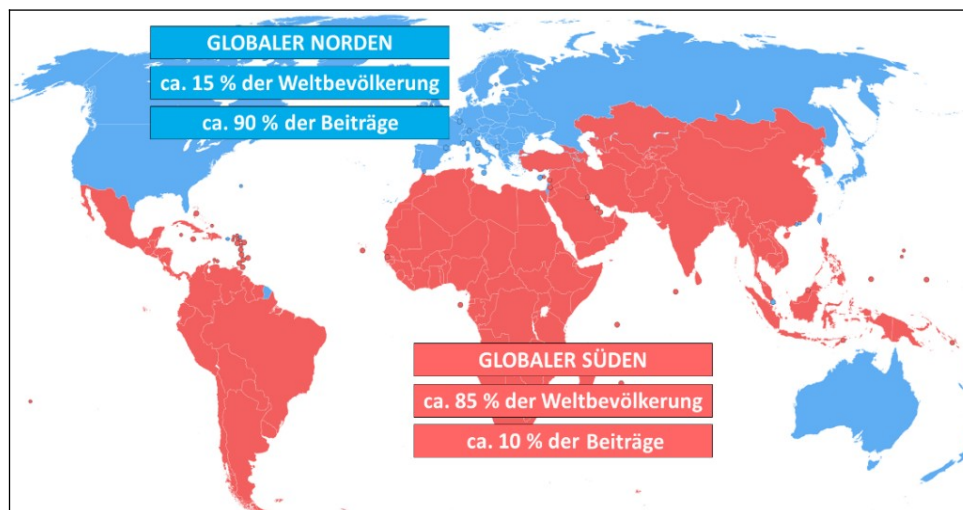 GLOBALER NORDEN
ca. 15 % der Weltbevölkerung
ca. 90 % der Beiträge
GLOBALER SÜDEN
ca. 85 % der Weltbevölkerung
ca. 10 % der Beiträge